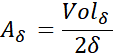 A_δ = Vol_δ / 2δ